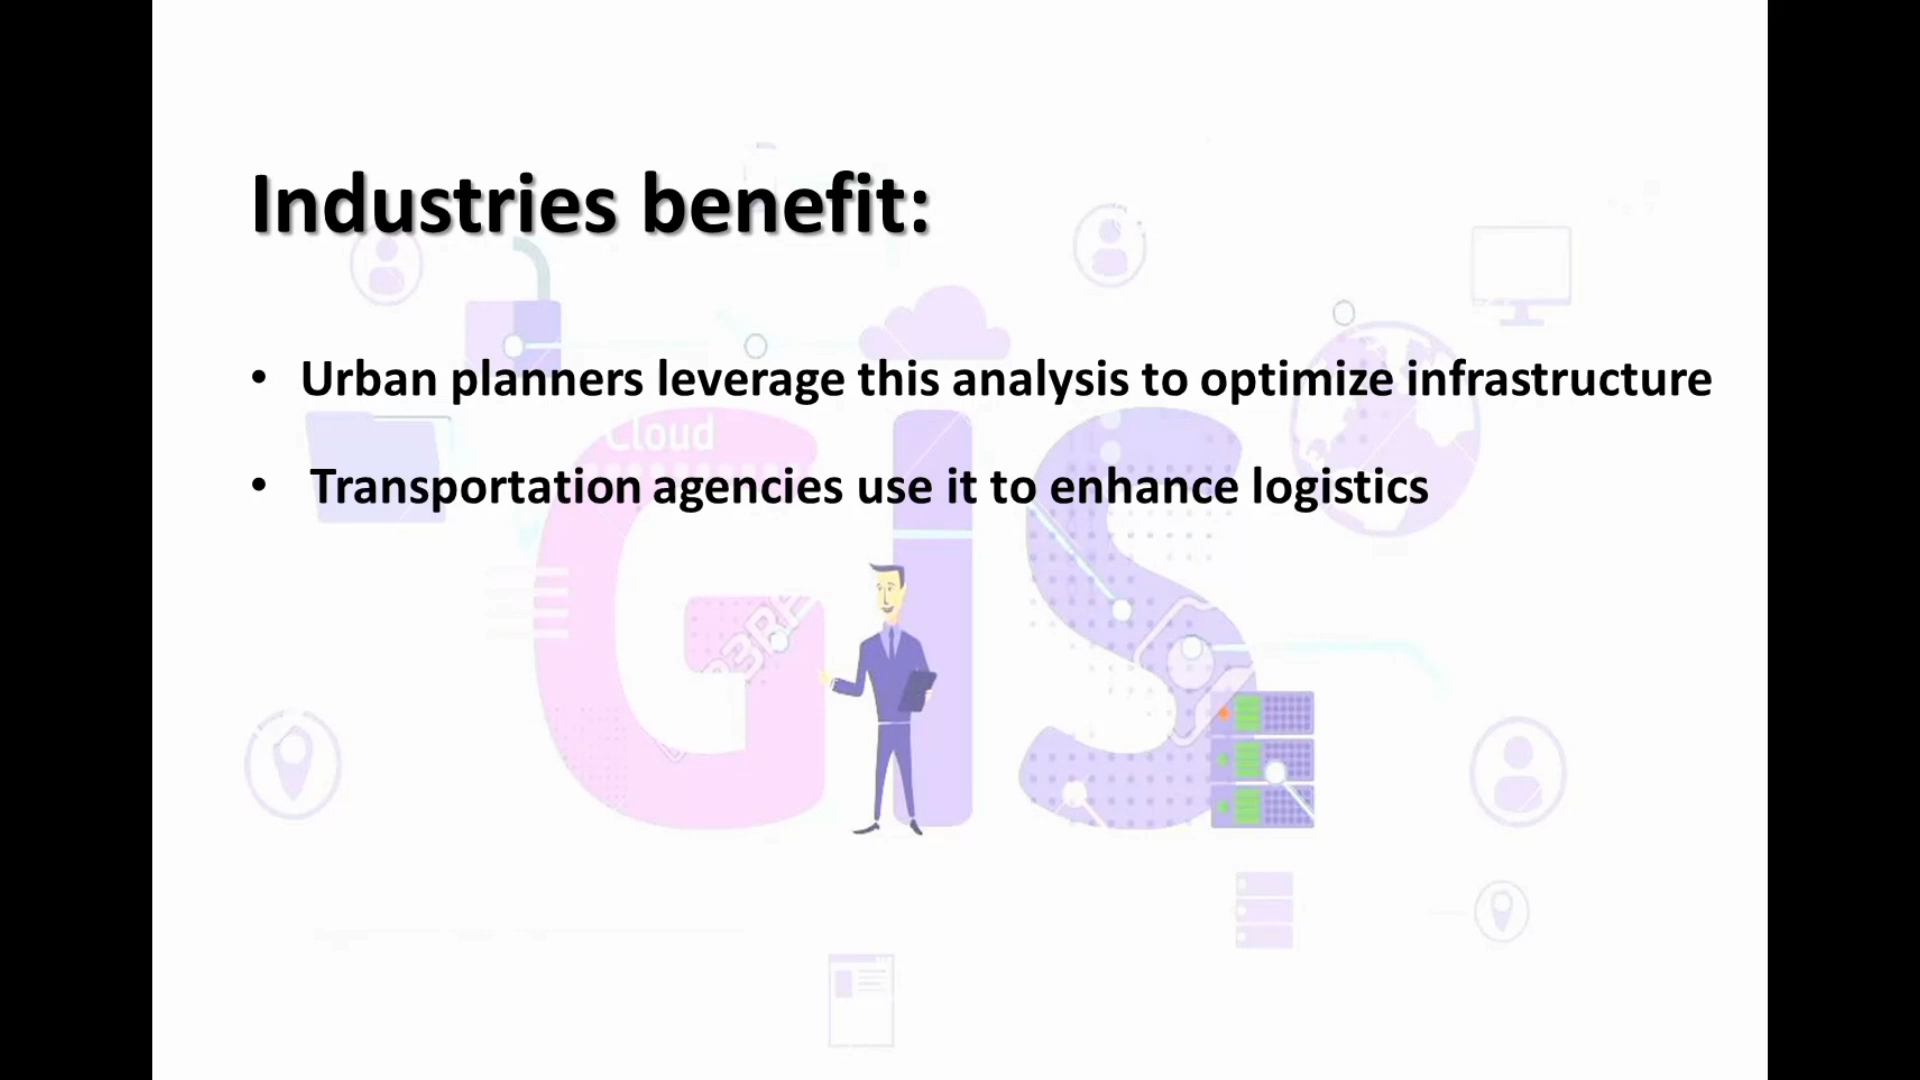 Industries benefit:
• Urban planners leverage this analysis to optimize infrastructure
Cloud
• Transportation agencies use it to enhance logistics
GIS